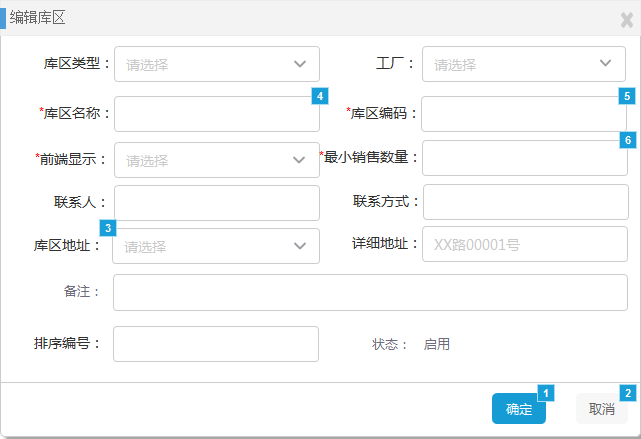 编辑库区
库区类型： 请选择 工厂： 请选择
*库区名称： 4 *库区编码： 5
*前端显示： 请选择 *最小销售数量： 6
联系人： 联系方式：
3 库区地址： 请选择 详细地址： XX路00001号
备注：
排序编号： 状态： 启用
确定 1 取消 2